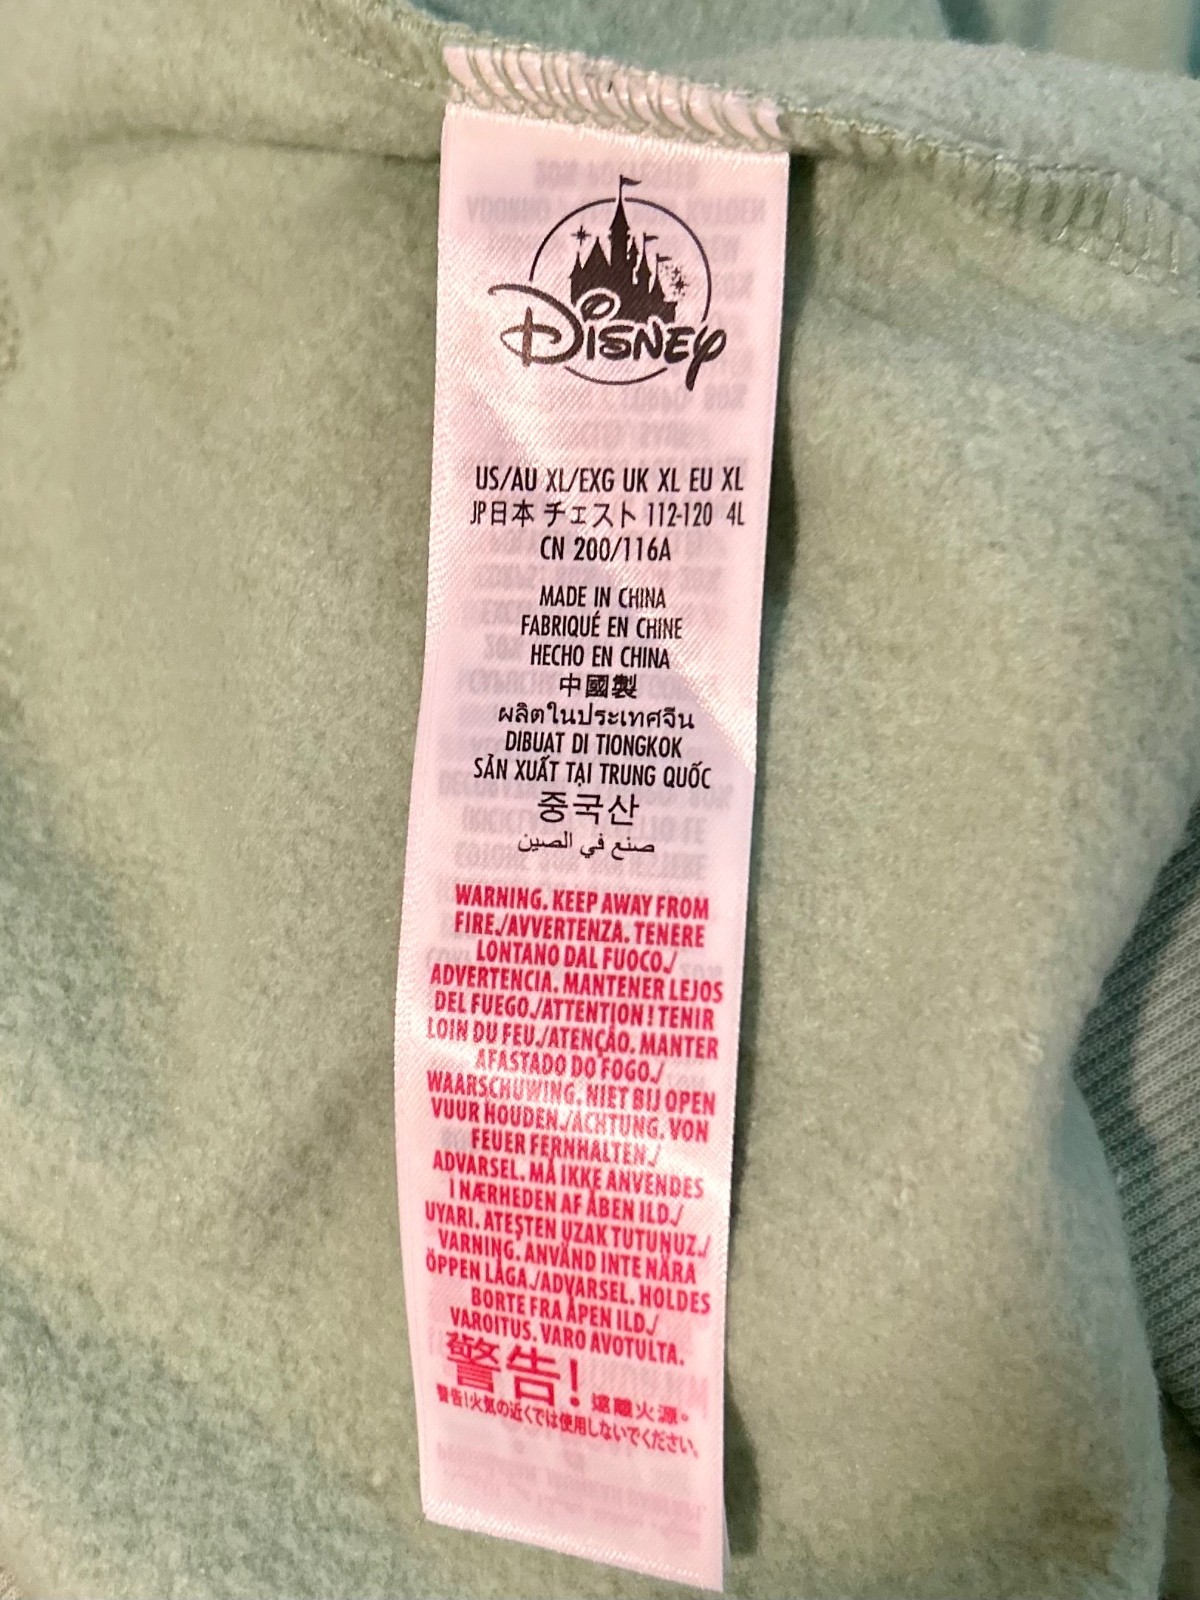 Disney
US/AU XL/EXG UK XL EU XL
JP日本 チェスト 112-120 4L
CN 200/116A
MADE IN CHINA
FABRIQUÉ EN CHINE
HECHO EN CHINA
中國製
ผลิตในประเทศจีน
DIBUAT DI TIONGKOK
SẢN XUẤT TẠI TRUNG QUỐC
중국산
صنع في الصين
WARNING. KEEP AWAY FROM
FIRE./AVVERTENZA. TENERE
LONTANO DAL FUOCO./
ADVERTENCIA. MANTENER LEJOS
DEL FUEGO./ATTENTION ! TENIR
LOIN DU FEU./ATENÇÃO. MANTER
AFASTADO DO FOGO./
WAARSCHUWING. NIET BIJ OPEN
VUUR HOUDEN./ACHTUNG. VON
FEUER FERNHALTEN./
ADVARSEL. MÅ IKKE ANVENDES
I NÆRHEDEN AF ÅBEN ILD./
UYARI. ATEŞTEN UZAK TUTUNUZ./
VARNING. ANVÄND INTE NÄRA
ÖPPEN LÅGA./ADVARSEL. HOLDES
BORTE FRA ÅPEN ILD./
VAROITUS. VARO AVOTULTA.
警告! 遠離火源。
警告!火気の近くでは使用しないでください。